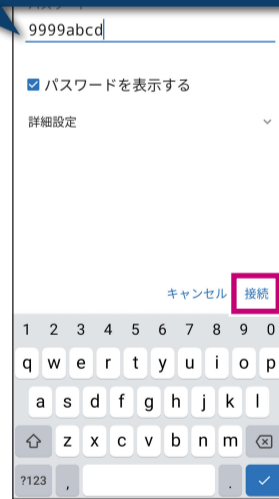 9999abcd
パスワードを表示する
詳細設定
キャンセル 接続
1 2 3 4 5 6 7 8 9 0
q w e r t y u i o p
a s d f g h j k l
z x c v b n m
?123 , .